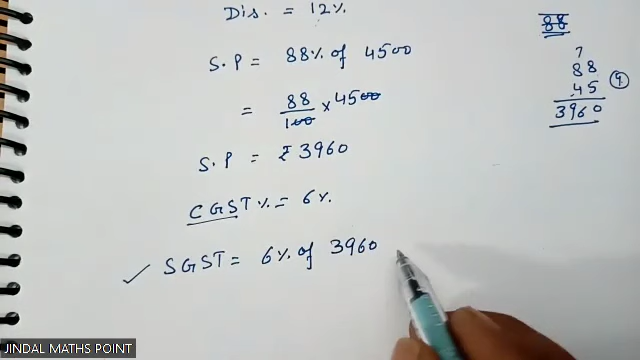 Dis. = 12%
S.P = 88% of 4500
= 88/100 x 4500
S.P = ₹ 3960
CGST% = 6%.
✓ SGST = 6% of 3960
88
7
88
45
3960
JINDAL MATHS POINT